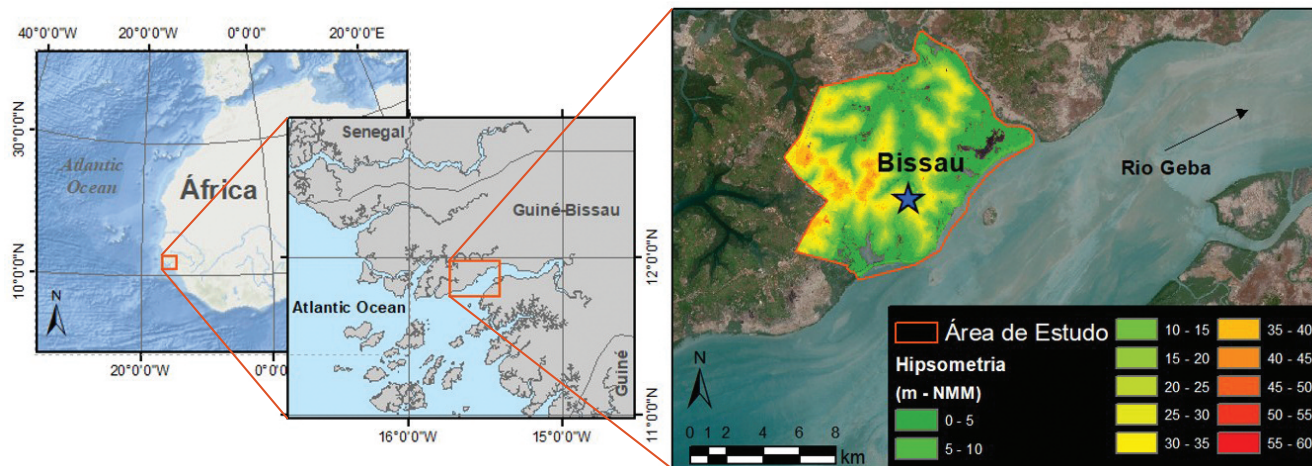 20°0'0"W
0°0'0"
20°0'0"E
40°0'0"W
30°0'0"N
10°0'0"N
Atlantic
Ocean
África
N
20°0'0"W
Senegal
Guiné-Bissau
Atlantic Ocean
Guiné
12°0'0"N
11°0'0"N
16°0'0"W
15°0'0"W
Bissau
Rio Geba
N
0 1 2 4 6 8
km
Área de Estudo
Hipsometria
(m - NMM)
0 - 5
5 - 10
10 - 15
15 - 20
20 - 25
25 - 30
30 - 35
35 - 40
40 - 45
45 - 50
50 - 55
55 - 60